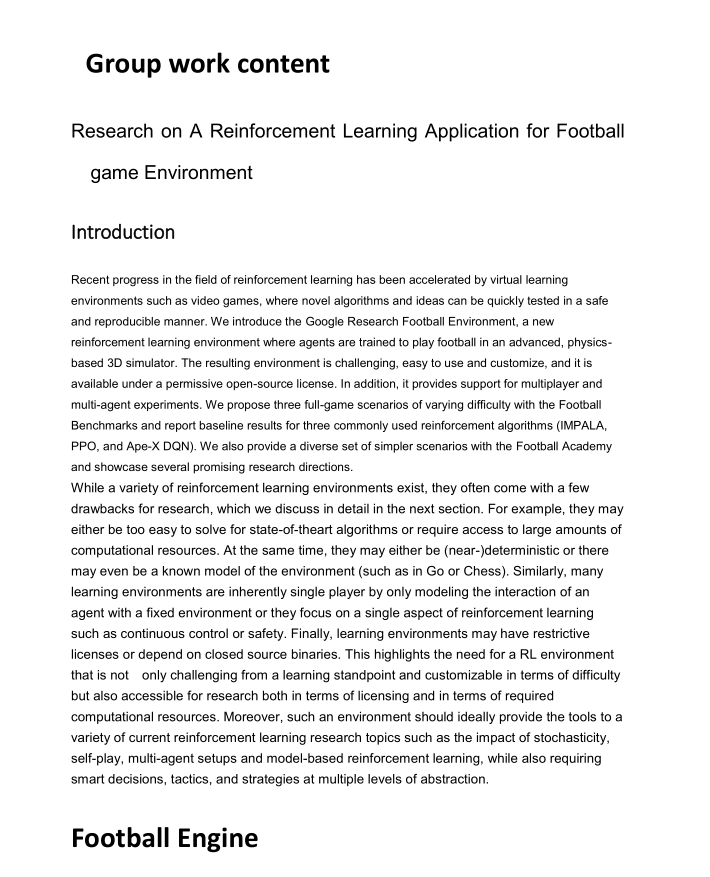 Group work content
Research on A Reinforcement Learning Application for Football
game Environment
Introduction
Recent progress in the field of reinforcement learning has been accelerated by virtual learning
environments such as video games, where novel algorithms and ideas can be quickly tested in a safe
and reproducible manner. We introduce the Google Research Football Environment, a new
reinforcement learning environment where agents are trained to play football in an advanced, physics-
based 3D simulator. The resulting environment is challenging, easy to use and customize, and it is
available under a permissive open-source license. In addition, it provides support for multiplayer and
multi-agent experiments. We propose three full-game scenarios of varying difficulty with the Football
Benchmarks and report baseline results for three commonly used reinforcement algorithms (IMPALA,
PPO, and Ape-X DQN). We also provide a diverse set of simpler scenarios with the Football Academy
and showcase several promising research directions.
While a variety of reinforcement learning environments exist, they often come with a few
drawbacks for research, which we discuss in detail in the next section. For example, they may
either be too easy to solve for state-of-theart algorithms or require access to large amounts of
computational resources. At the same time, they may either be (near-)deterministic or there
may even be a known model of the environment (such as in Go or Chess). Similarly, many
learning environments are inherently single player by only modeling the interaction of an
agent with a fixed environment or they focus on a single aspect of reinforcement learning
such as continuous control or safety. Finally, learning environments may have restrictive
licenses or depend on closed source binaries. This highlights the need for a RL environment
that is not only challenging from a learning standpoint and customizable in terms of difficulty
but also accessible for research both in terms of licensing and in terms of required
computational resources. Moreover, such an environment should ideally provide the tools to a
variety of current reinforcement learning research topics such as the impact of stochasticity,
self-play, multi-agent setups and model-based reinforcement learning, while also requiring
smart decisions, tactics, and strategies at multiple levels of abstraction.
Football Engine